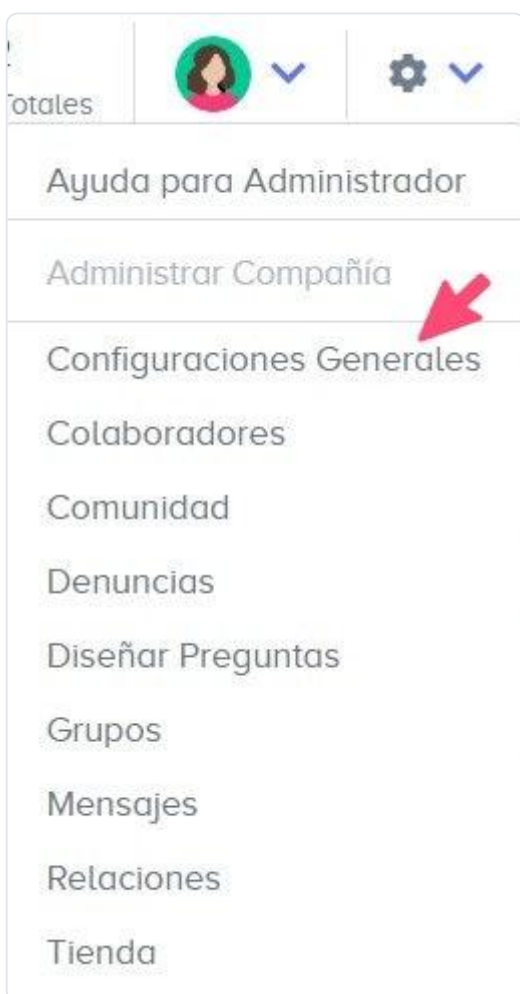 Ayuda para Administrador
Administrar Compañía
Configuraciones Generales
Colaboradores
Comunidad
Denuncias
Diseñar Preguntas
Grupos
Mensajes
Relaciones
Tienda